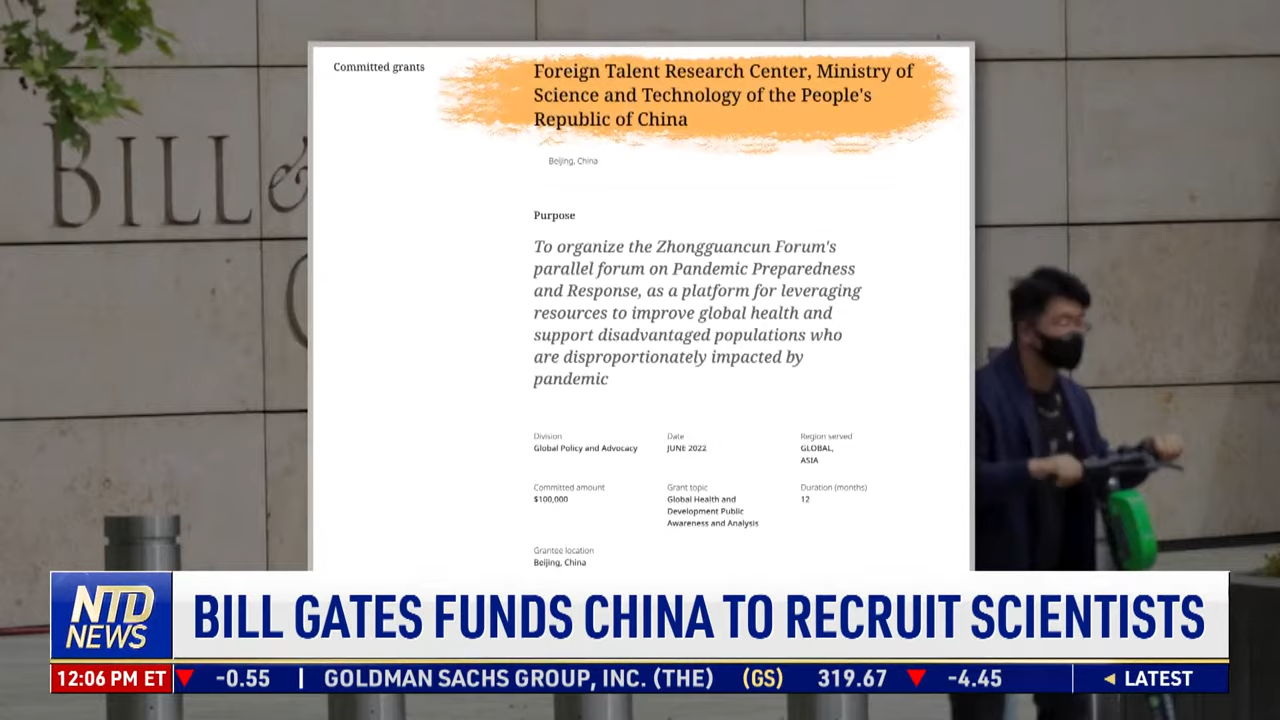 BILL &
Committed grants
Foreign Talent Research Center, Ministry of
Science and Technology of the People's
Republic of China
Beijing, China
Purpose
To organize the Zhongguancun Forum's
parallel forum on Pandemic Preparedness
and Response, as a platform for leveraging
resources to improve global health and
support disadvantaged populations who
are disproportionately impacted by
pandemic
Division
Global Policy and Advocacy
Date
JUNE 2022
Region served
GLOBAL,
ASIA
Committed amount
$100,000
Grant topic
Global Health and
Development Public
Awareness and Analysis
Duration (months)
12
Grantee location
Beijing, China
NTD
NEWS
BILL GATES FUNDS CHINA TO RECRUIT SCIENTISTS
12:06 PM ET ▼ -0.55 | GOLDMAN SACHS GROUP, INC. (THE) (GS) 319.67 ▼ -4.45 ◄ LATEST